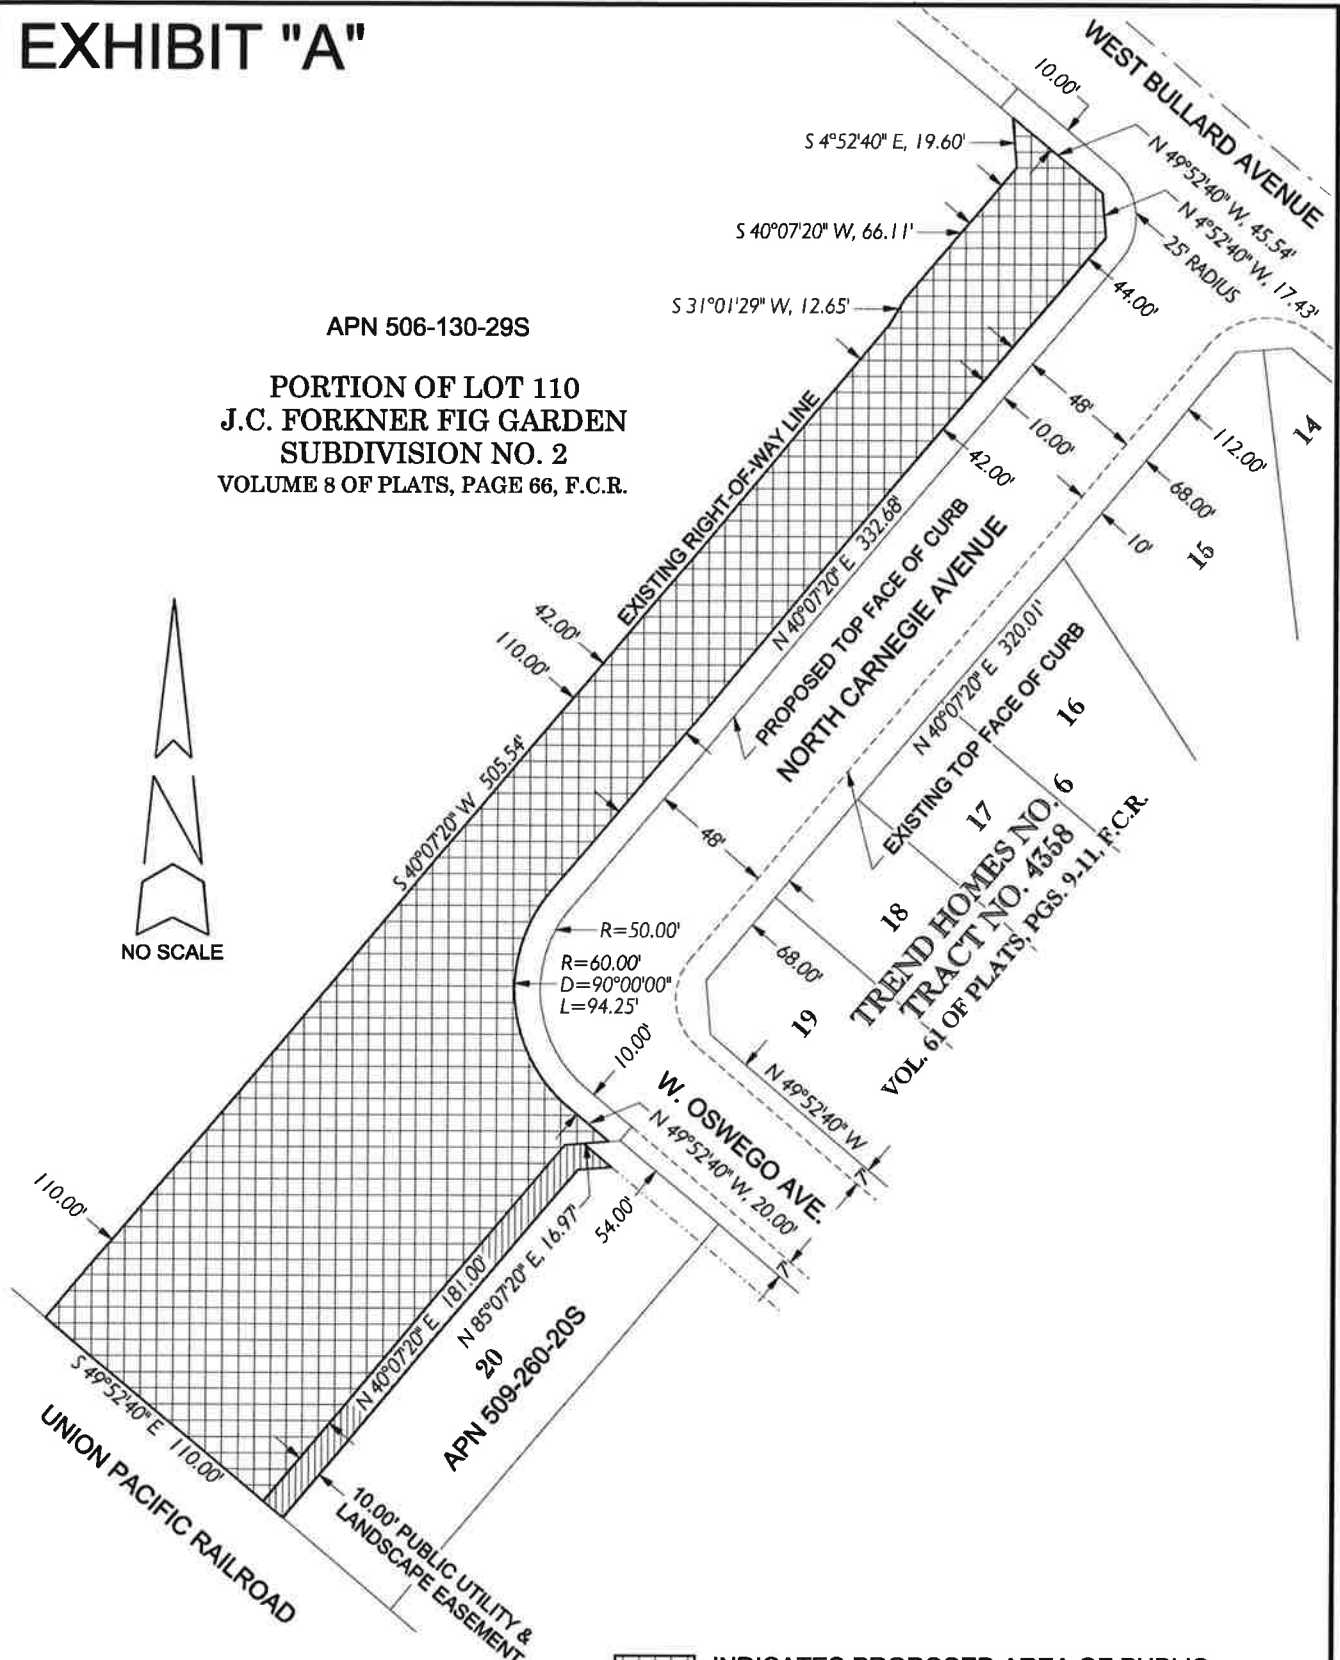 EXHIBIT "A"
WEST BULLARD AVENUE
10.00'
S 4°52'40" E, 19.60'
N 49°52'40" W, 45.54'
N 4°52'40" W, 17.43'
25' RADIUS
S 40°07'20" W, 66.11'
S 31°01'29" W, 12.65'
44.00'
APN 506-130-29S
PORTION OF LOT 110
J.C. FORKNER FIG GARDEN
SUBDIVISION NO. 2
VOLUME 8 OF PLATS, PAGE 66, F.C.R.
EXISTING RIGHT-OF-WAY LINE
48'
10.00'
42.00'
112.00'
68.00'
10'
14
15
N 40°07'20" E 332.68'
PROPOSED TOP FACE OF CURB
NORTH CARNEGIE AVENUE
42.00'
110.00'
N 40°07'20" E 320.01'
EXISTING TOP FACE OF CURB
16
17
18
19
TREND HOMES NO. 6
TRACT NO. 4358
VOL. 61 OF PLATS, PGS. 9-11, F.C.R.
S 40°07'20" W 505.54'
48'
68.00'
NO SCALE
R=50.00'
R=60.00'
D=90°00'00"
L=94.25'
10.00'
W. OSWEGO AVE.
N 49°52'40" W
N 49°52'40" W, 20.00'
7'
7'
54.00'
110.00'
N 40°07'20" E 181.00'
N 85°07'20" E, 16.97'
20
APN 509-260-20S
S 49°52'40" E 110.00'
UNION PACIFIC RAILROAD
10.00' PUBLIC UTILITY &
LANDSCAPE EASEMENT
INDICATES PROPOSED AREA OF PUBLIC